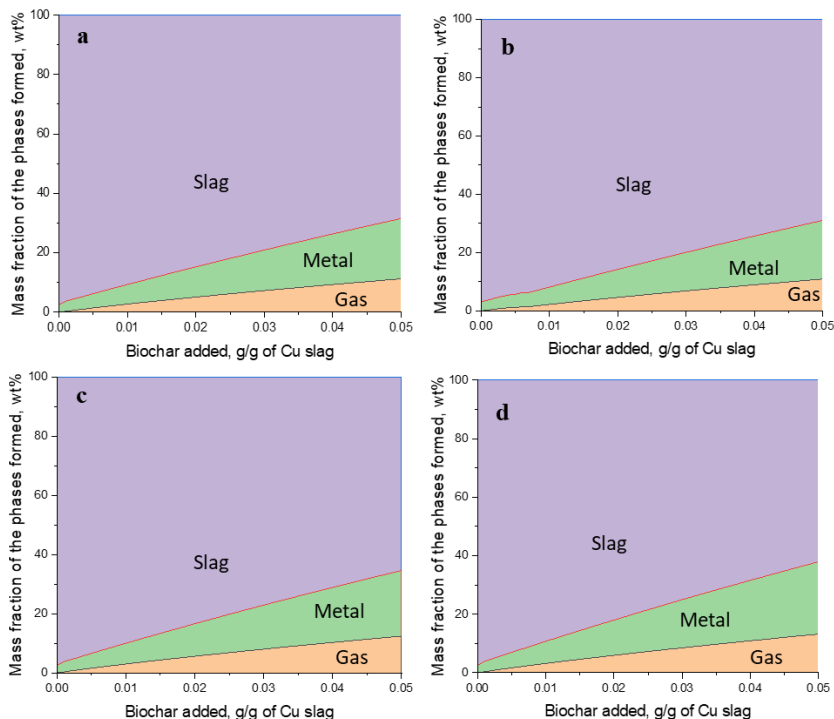 a
Mass fraction of the phases formed, wt%
100
80
60
40
20
0
Slag
Metal
Gas
0.00 0.01 0.02 0.03 0.04 0.05
Biochar added, g/g of Cu slag
b
Mass fraction of the phases formed, wt%
100
80
60
40
20
0
Slag
Metal
Gas
0.00 0.01 0.02 0.03 0.04 0.05
Biochar added, g/g of Cu slag
c
Mass fraction of the phases formed, wt%
100
80
60
40
20
0
Slag
Metal
Gas
0.00 0.01 0.02 0.03 0.04 0.05
Biochar added, g/g of Cu slag
d
Mass fraction of the phases formed, wt%
100
80
60
40
20
0
Slag
Metal
Gas
0.00 0.01 0.02 0.03 0.04 0.05
Biochar added, g/g of Cu slag